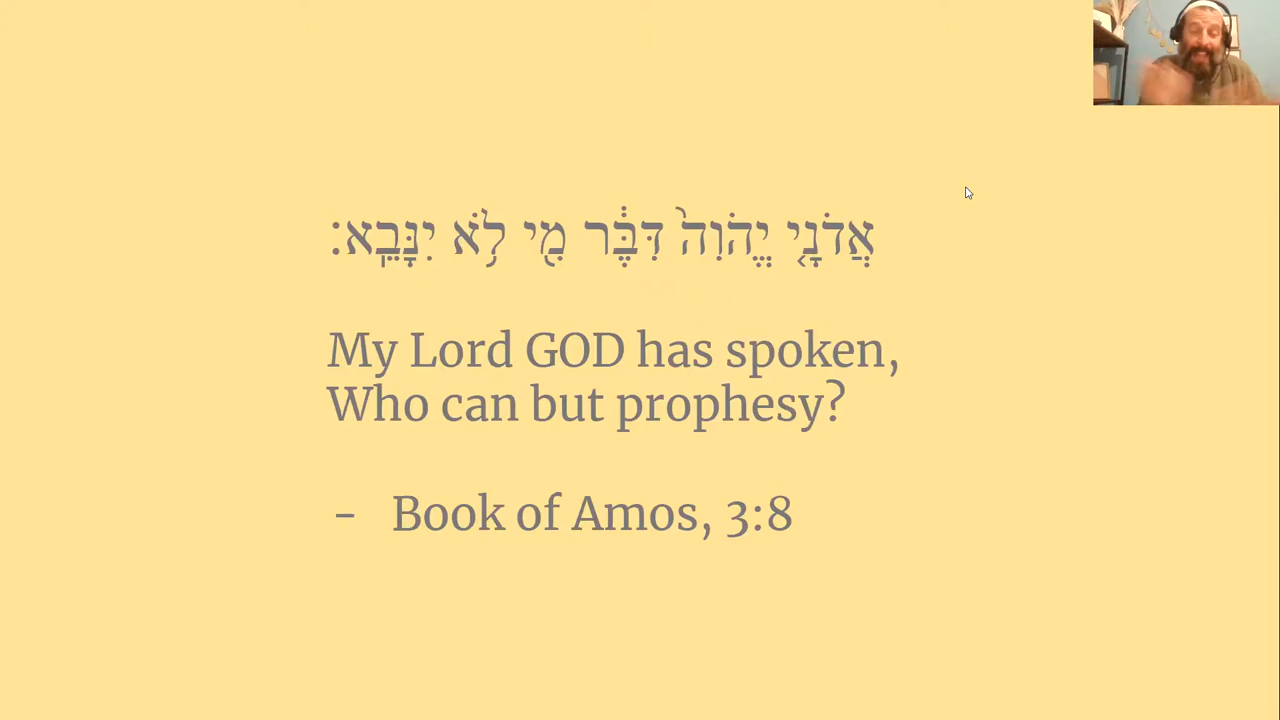 אֲדֹנָ֤י יֱהֹוִה֙ דִּבֶּ֔ר מִ֖י לֹ֥א יִנָּבֵֽא׃
My Lord GOD has spoken,
Who can but prophesy?
- Book of Amos, 3:8